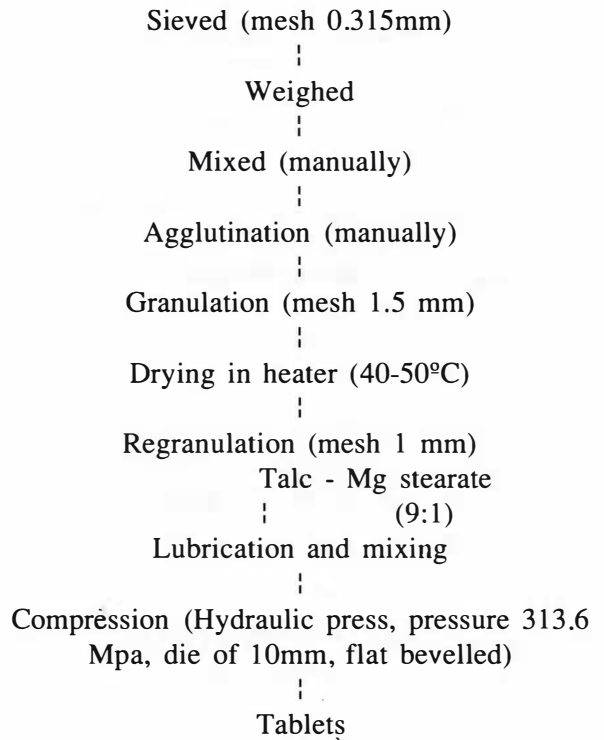 Sieved (mesh 0.315mm)
Weighed
Mixed (manually)
Agglutination (manually)
Granulation (mesh 1.5 mm)
Drying in heater (40-50ºC)
Regranulation (mesh 1 mm)
Talc - Mg stearate
(9:1)
Lubrication and mixing
Compression (Hydraulic press, pressure 313.6
Mpa, die of 10mm, flat bevelled)
Tablets